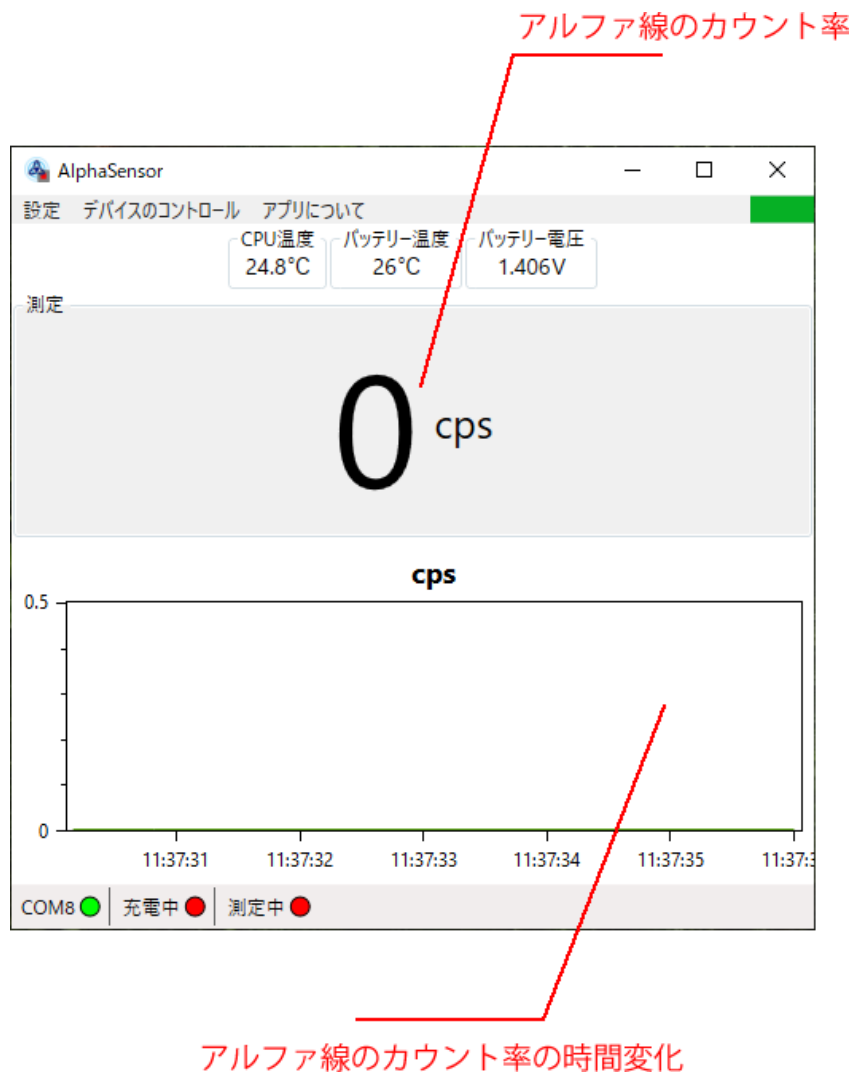 アルファ線のカウント率
AlphaSensor
設定 デバイスのコントロール アプリについて
CPU温度 バッテリー温度 バッテリー電圧
24.8°C 26°C 1.406V
測定
0 cps
cps
0.5
0
11:37:31 11:37:32 11:37:33 11:37:34 11:37:35 11:37:3
COM8 充電中 測定中
アルファ線のカウント率の時間変化